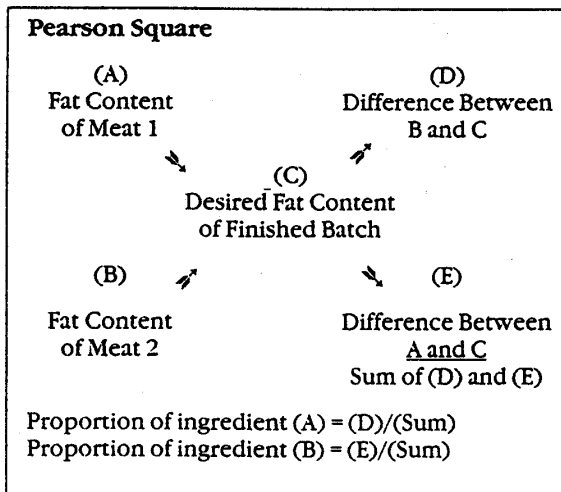 Pearson Square
(A)
Fat Content
of Meat 1
(D)
Difference Between
B and C
(C)
Desired Fat Content
of Finished Batch
(B)
Fat Content
of Meat 2
(E)
Difference Between
A and C
Sum of (D) and (E)
Proportion of ingredient (A) = (D)/(Sum)
Proportion of ingredient (B) = (E)/(Sum)